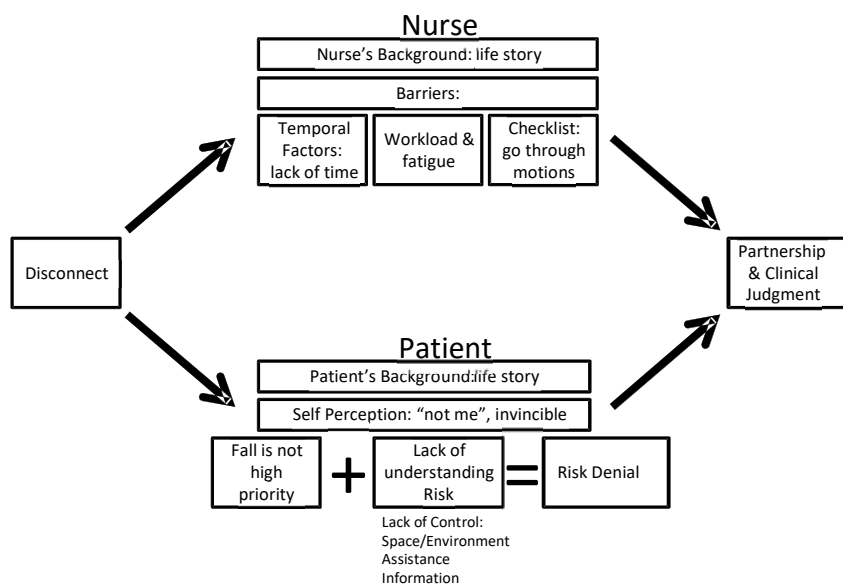 Nurse
Nurse's Background: life story
Barriers:
Temporal
Factors:
lack of time
Workload &
fatigue
Checklist:
go through
motions
Disconnect
Partnership
& Clinical
Judgment
Patient
Patient's Background:life story
Self Perception: "not me", invincible
Fall is not
high
priority
+
Lack of
understanding
Risk
=
Risk Denial
Lack of Control:
Space/Environment
Assistance
Information